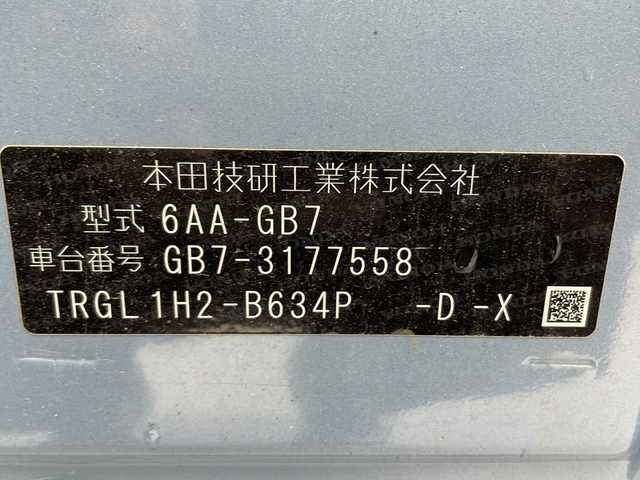 本田技研工業株式会社
型式 6AA-GB7
車台番号 GB7-3177558
TRGL1H2-B634P -D -X